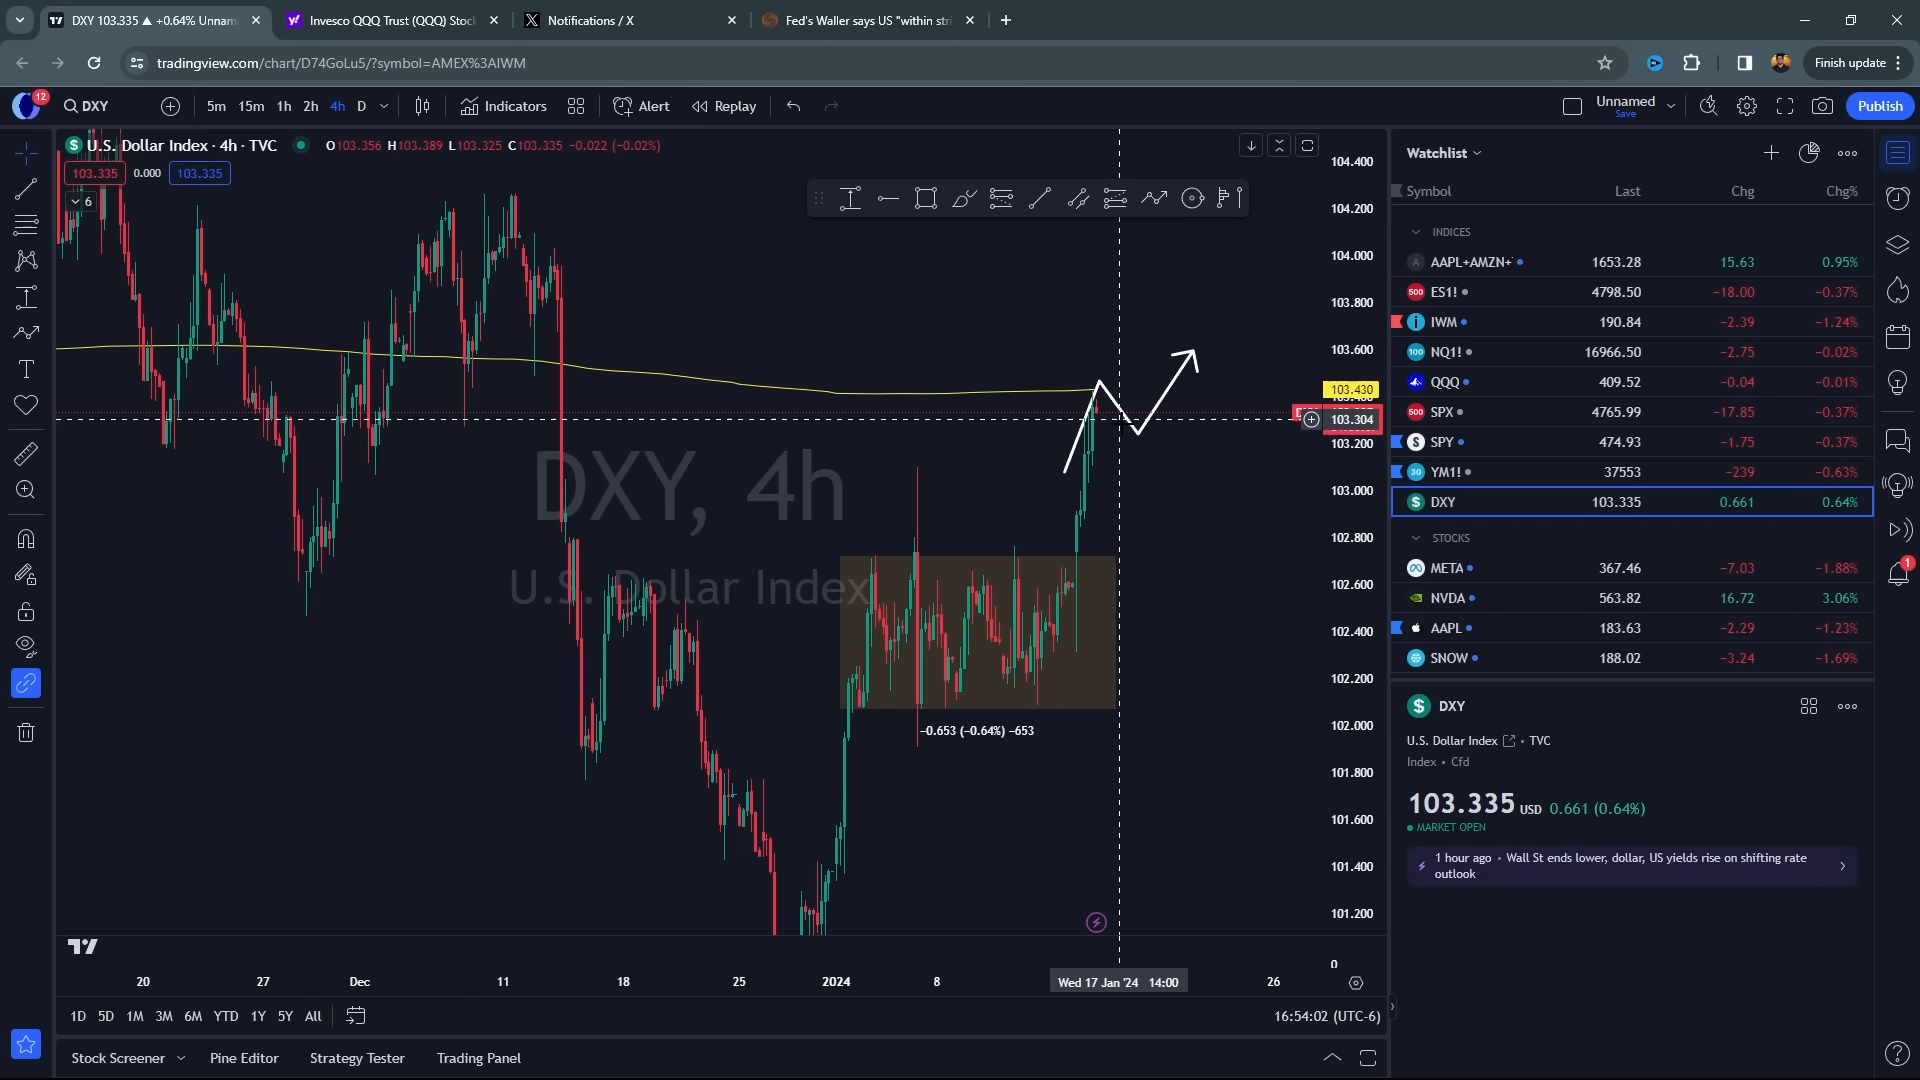 DXY 103.335 ▲ +0.64% Unnam
Invesco QQQ Trust (QQQ) Stoc
Notifications / X
Fed's Waller says US "within stri
tradingview.com/chart/D74GoLu5/?symbol=AMEX%3AIWM
Finish update
12
DXY
5m 15m 1h 2h 4h D
Indicators
Alert
Replay
Unnamed
Save
Publish
U.S. Dollar Index · 4h · TVC
O103.356 H103.389 L103.325 C103.335 −0.022 (−0.02%)
103.335 0.000 103.335
6
DXY, 4h
U.S. Dollar Index
−0.653 (−0.64%) −653
104.400
104.200
104.000
103.800
103.600
103.430
103.304
103.200
103.000
102.800
102.600
102.400
102.200
102.000
101.800
101.600
101.400
101.200
0
20 27 Dec 11 18 25 2024 8 Wed 17 Jan '24 14:00 26
1D 5D 1M 3M 6M YTD 1Y 5Y All
16:54:02 (UTC-6)
Stock Screener
Pine Editor
Strategy Tester
Trading Panel
Watchlist
Symbol Last Chg Chg%
INDICES
AAPL+AMZN+ 1653.28 15.63 0.95%
500 ES1! 4798.50 −18.00 −0.37%
IWM 190.84 −2.39 −1.24%
100 NQ1! 16966.50 −2.75 −0.02%
QQQ 409.52 −0.04 −0.01%
500 SPX 4765.99 −17.85 −0.37%
SPY 474.93 −1.75 −0.37%
30 YM1! 37553 −239 −0.63%
DXY 103.335 0.661 0.64%
STOCKS
META 367.46 −7.03 −1.88%
NVDA 563.82 16.72 3.06%
AAPL 183.63 −2.29 −1.23%
SNOW 188.02 −3.24 −1.69%
DXY
U.S. Dollar Index • TVC
Index • Cfd
103.335 USD 0.661 (0.64%)
MARKET OPEN
1 hour ago • Wall St ends lower, dollar, US yields rise on shifting rate
outlook
1